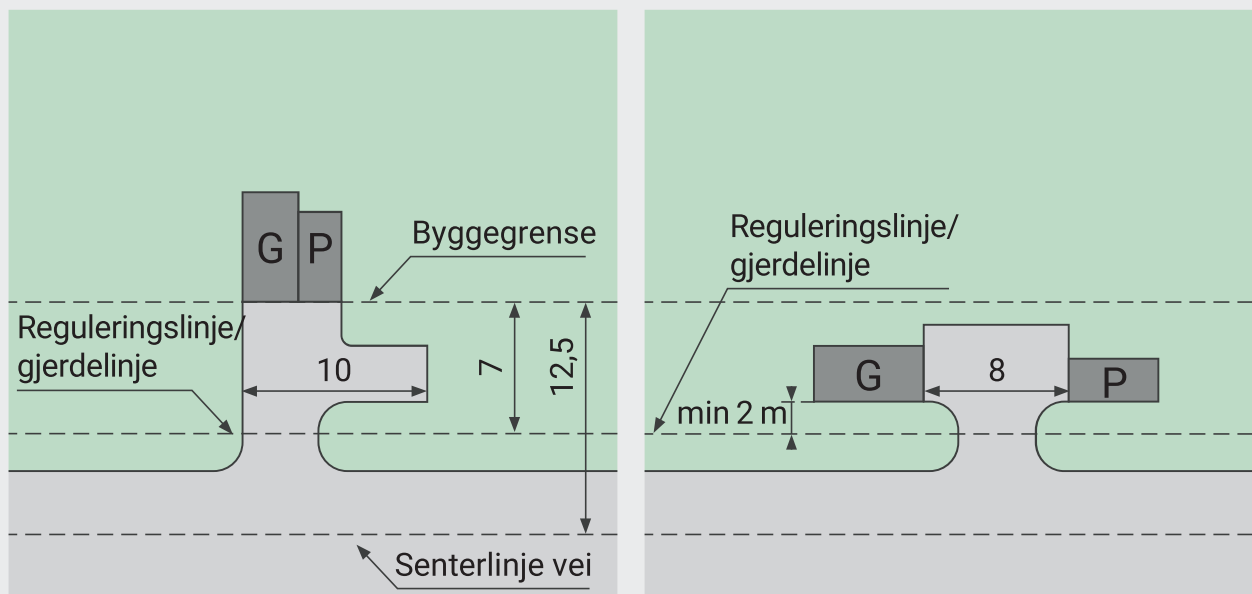 G P
Byggegrense
Reguleringslinje/
gjerdelinje
10
7
12,5
Senterlinje vei
Reguleringslinje/
gjerdelinje
G
8
P
min 2 m